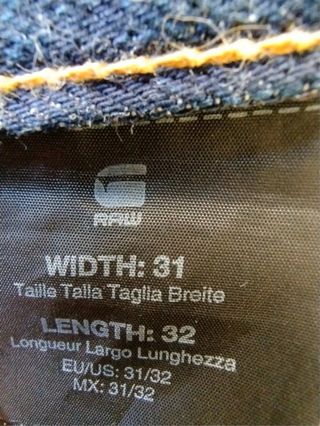 G
RAW
WIDTH: 31
Taille Talla Taglia Breite
LENGTH: 32
Longueur Largo Lunghezza
EU/US: 31/32
MX: 31/32